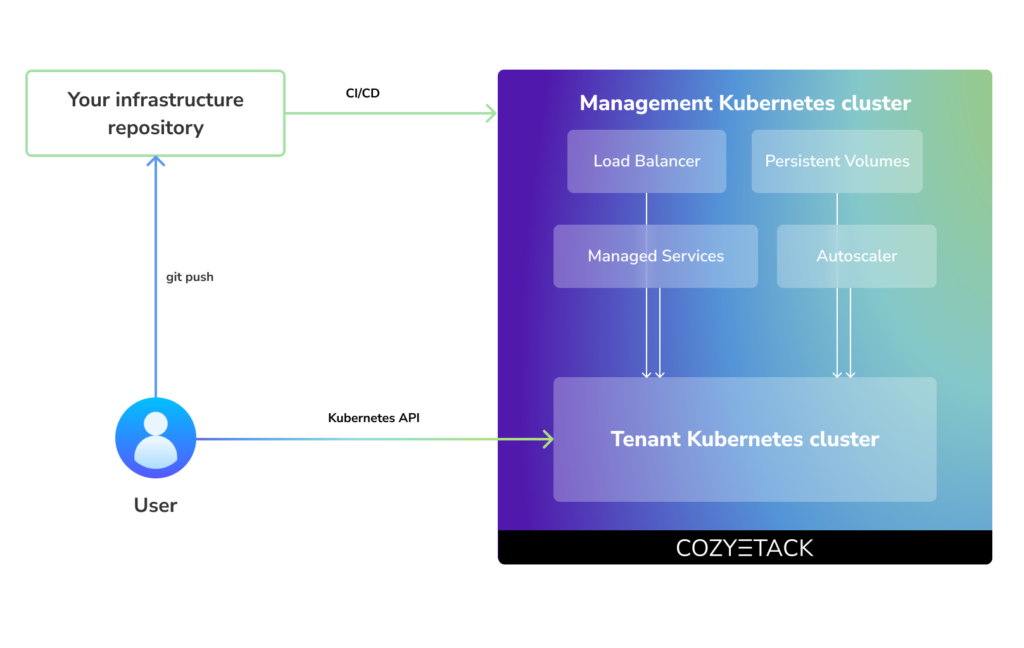 Your infrastructure
repository
CI/CD
Management Kubernetes cluster
Load Balancer
Persistent Volumes
Managed Services
Autoscaler
git push
Kubernetes API
Tenant Kubernetes cluster
User
COZYΞTACK